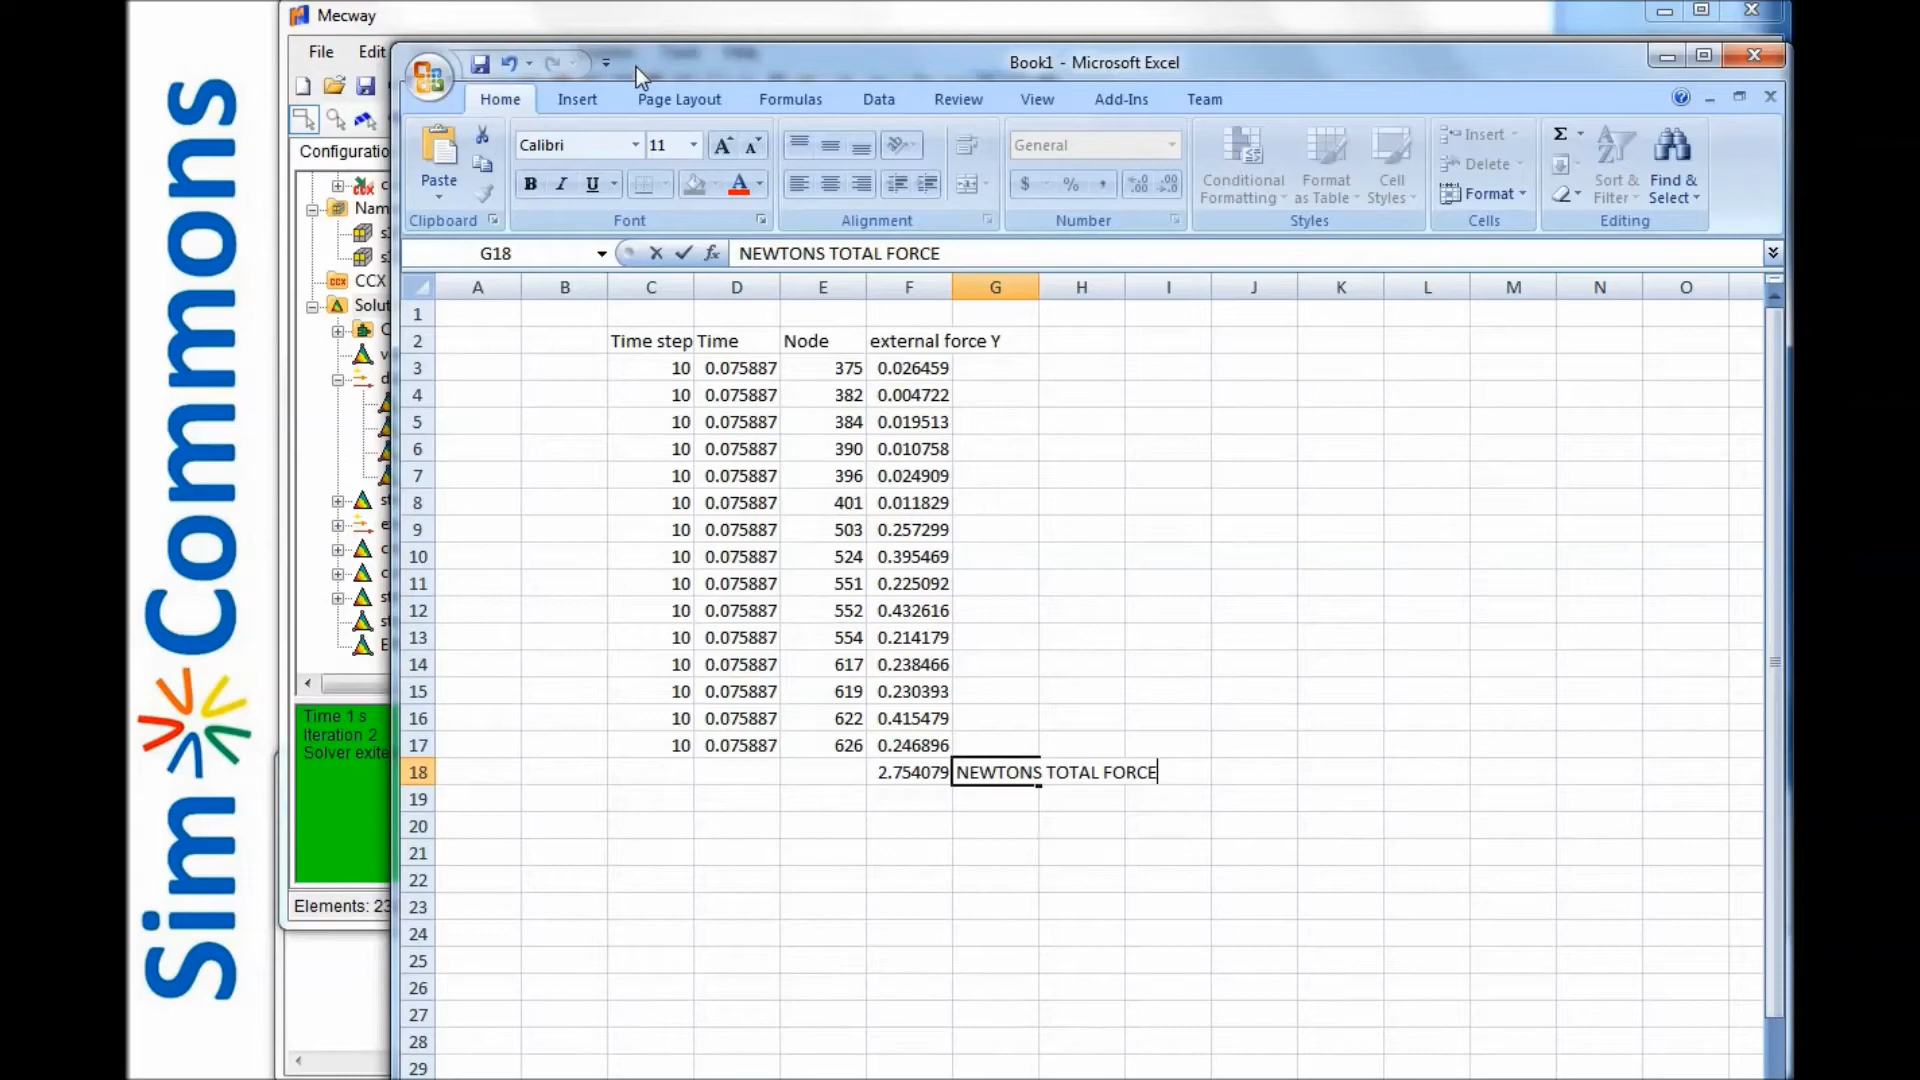 Sim Commons
Mecway
File Edit
Book1 - Microsoft Excel
Home Insert Page Layout Formulas Data Review View Add-Ins Team
Configuratio
Paste
Calibri 11
General
Conditional Formatting
Format as Table
Cell Styles
Insert
Delete
Format
Sort & Filter
Find & Select
Clipboard Font Alignment Number Styles Cells Editing
G18 NEWTONS TOTAL FORCE
Nam
CCX
Solut
A B C D E F G H I J K L M N O
1
2 Time step Time Node external force Y
3 10 0.075887 375 0.026459
4 10 0.075887 382 0.004722
5 10 0.075887 384 0.019513
6 10 0.075887 390 0.010758
7 10 0.075887 396 0.024909
8 10 0.075887 401 0.011829
9 10 0.075887 503 0.257299
10 10 0.075887 524 0.395469
11 10 0.075887 551 0.225092
12 10 0.075887 552 0.432616
13 10 0.075887 554 0.214179
14 10 0.075887 617 0.238466
15 10 0.075887 619 0.230393
16 10 0.075887 622 0.415479
17 10 0.075887 626 0.246896
18 2.754079 NEWTONS TOTAL FORCE
19
20
21
22
23
24
25
26
27
28
29
Time 1 s
Iteration 2
Solver exite
Elements: 23